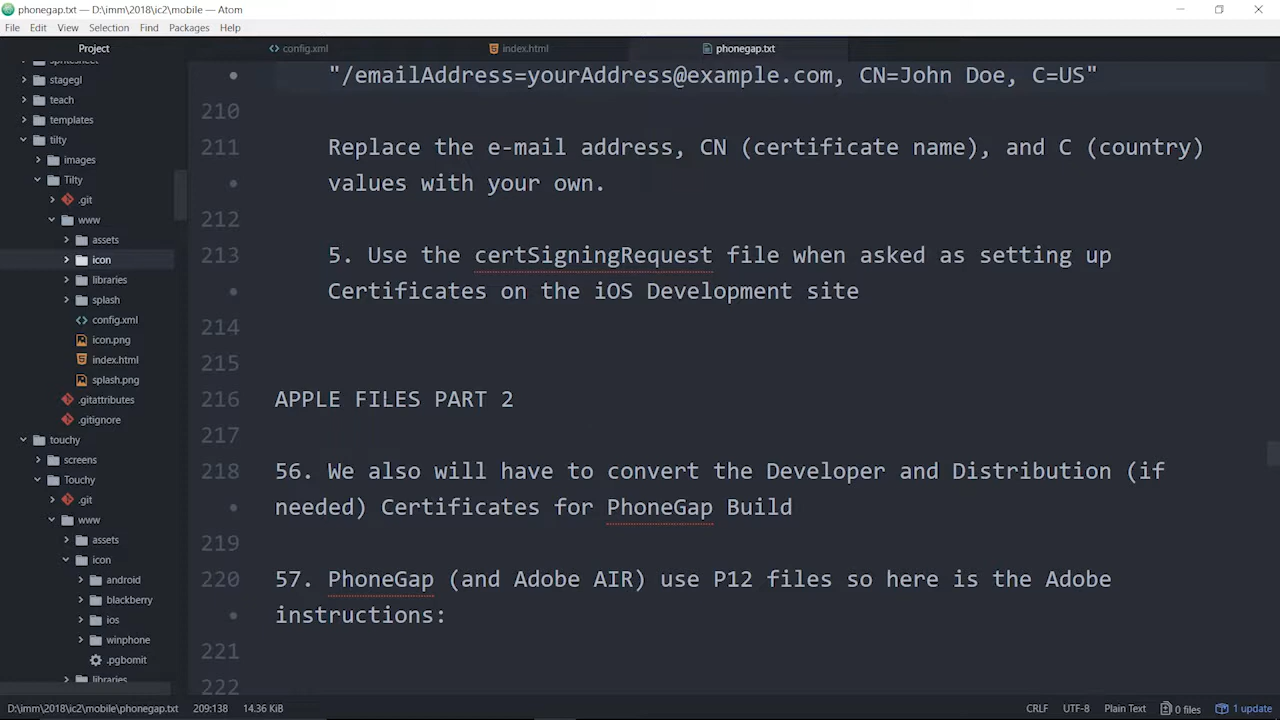 phonegap.txt — D:\imm\2018\ic2\mobile — Atom
File Edit View Selection Find Packages Help
Project
config.xml
index.html
phonegap.txt
stagegl
teach
templates
tilty
images
Tilty
.git
www
assets
icon
libraries
splash
config.xml
icon.png
index.html
splash.png
.gitattributes
.gitignore
touchy
screens
Touchy
.git
www
assets
icon
android
blackberry
ios
winphone
.pgbomit
libraries
"/emailAddress=yourAddress@example.com, CN=John Doe, C=US"
210
211 Replace the e-mail address, CN (certificate name), and C (country)
values with your own.
212
213 5. Use the certSigningRequest file when asked as setting up
Certificates on the iOS Development site
214
215
216 APPLE FILES PART 2
217
218 56. We also will have to convert the Developer and Distribution (if
needed) Certificates for PhoneGap Build
219
220 57. PhoneGap (and Adobe AIR) use P12 files so here is the Adobe
instructions:
221
222
D:\imm\2018\ic2\mobile\phonegap.txt 209:138 14.36 KiB CRLF UTF-8 Plain Text 0 files 1 update